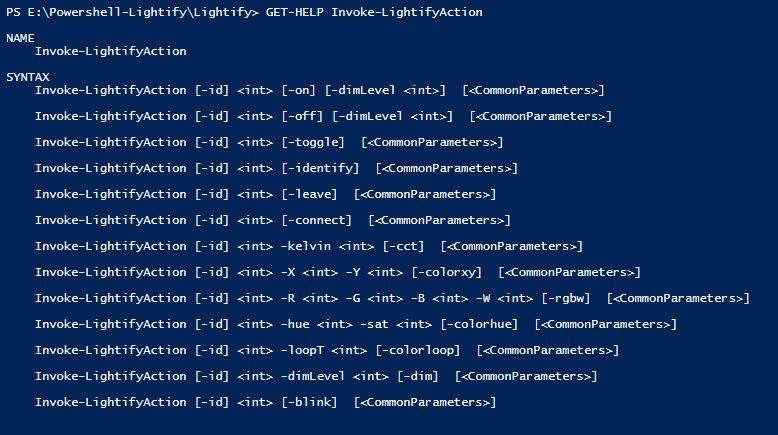 PS E:\Powershell-Lightify\Lightify> GET-HELP Invoke-LightifyAction
NAME
Invoke-LightifyAction
SYNTAX
Invoke-LightifyAction [-id] <int> [-on] [-dimLevel <int>] [<CommonParameters>]
Invoke-LightifyAction [-id] <int> [-off] [-dimLevel <int>] [<CommonParameters>]
Invoke-LightifyAction [-id] <int> [-toggle] [<CommonParameters>]
Invoke-LightifyAction [-id] <int> [-identify] [<CommonParameters>]
Invoke-LightifyAction [-id] <int> [-leave] [<CommonParameters>]
Invoke-LightifyAction [-id] <int> [-connect] [<CommonParameters>]
Invoke-LightifyAction [-id] <int> -kelvin <int> [-cct] [<CommonParameters>]
Invoke-LightifyAction [-id] <int> -X <int> -Y <int> [-colorxy] [<CommonParameters>]
Invoke-LightifyAction [-id] <int> -R <int> -G <int> -B <int> -W <int> [-rgbw] [<CommonParameters>]
Invoke-LightifyAction [-id] <int> -hue <int> -sat <int> [-colorhue] [<CommonParameters>]
Invoke-LightifyAction [-id] <int> -loopT <int> [-colorloop] [<CommonParameters>]
Invoke-LightifyAction [-id] <int> -dimLevel <int> [-dim] [<CommonParameters>]
Invoke-LightifyAction [-id] <int> [-blink] [<CommonParameters>]